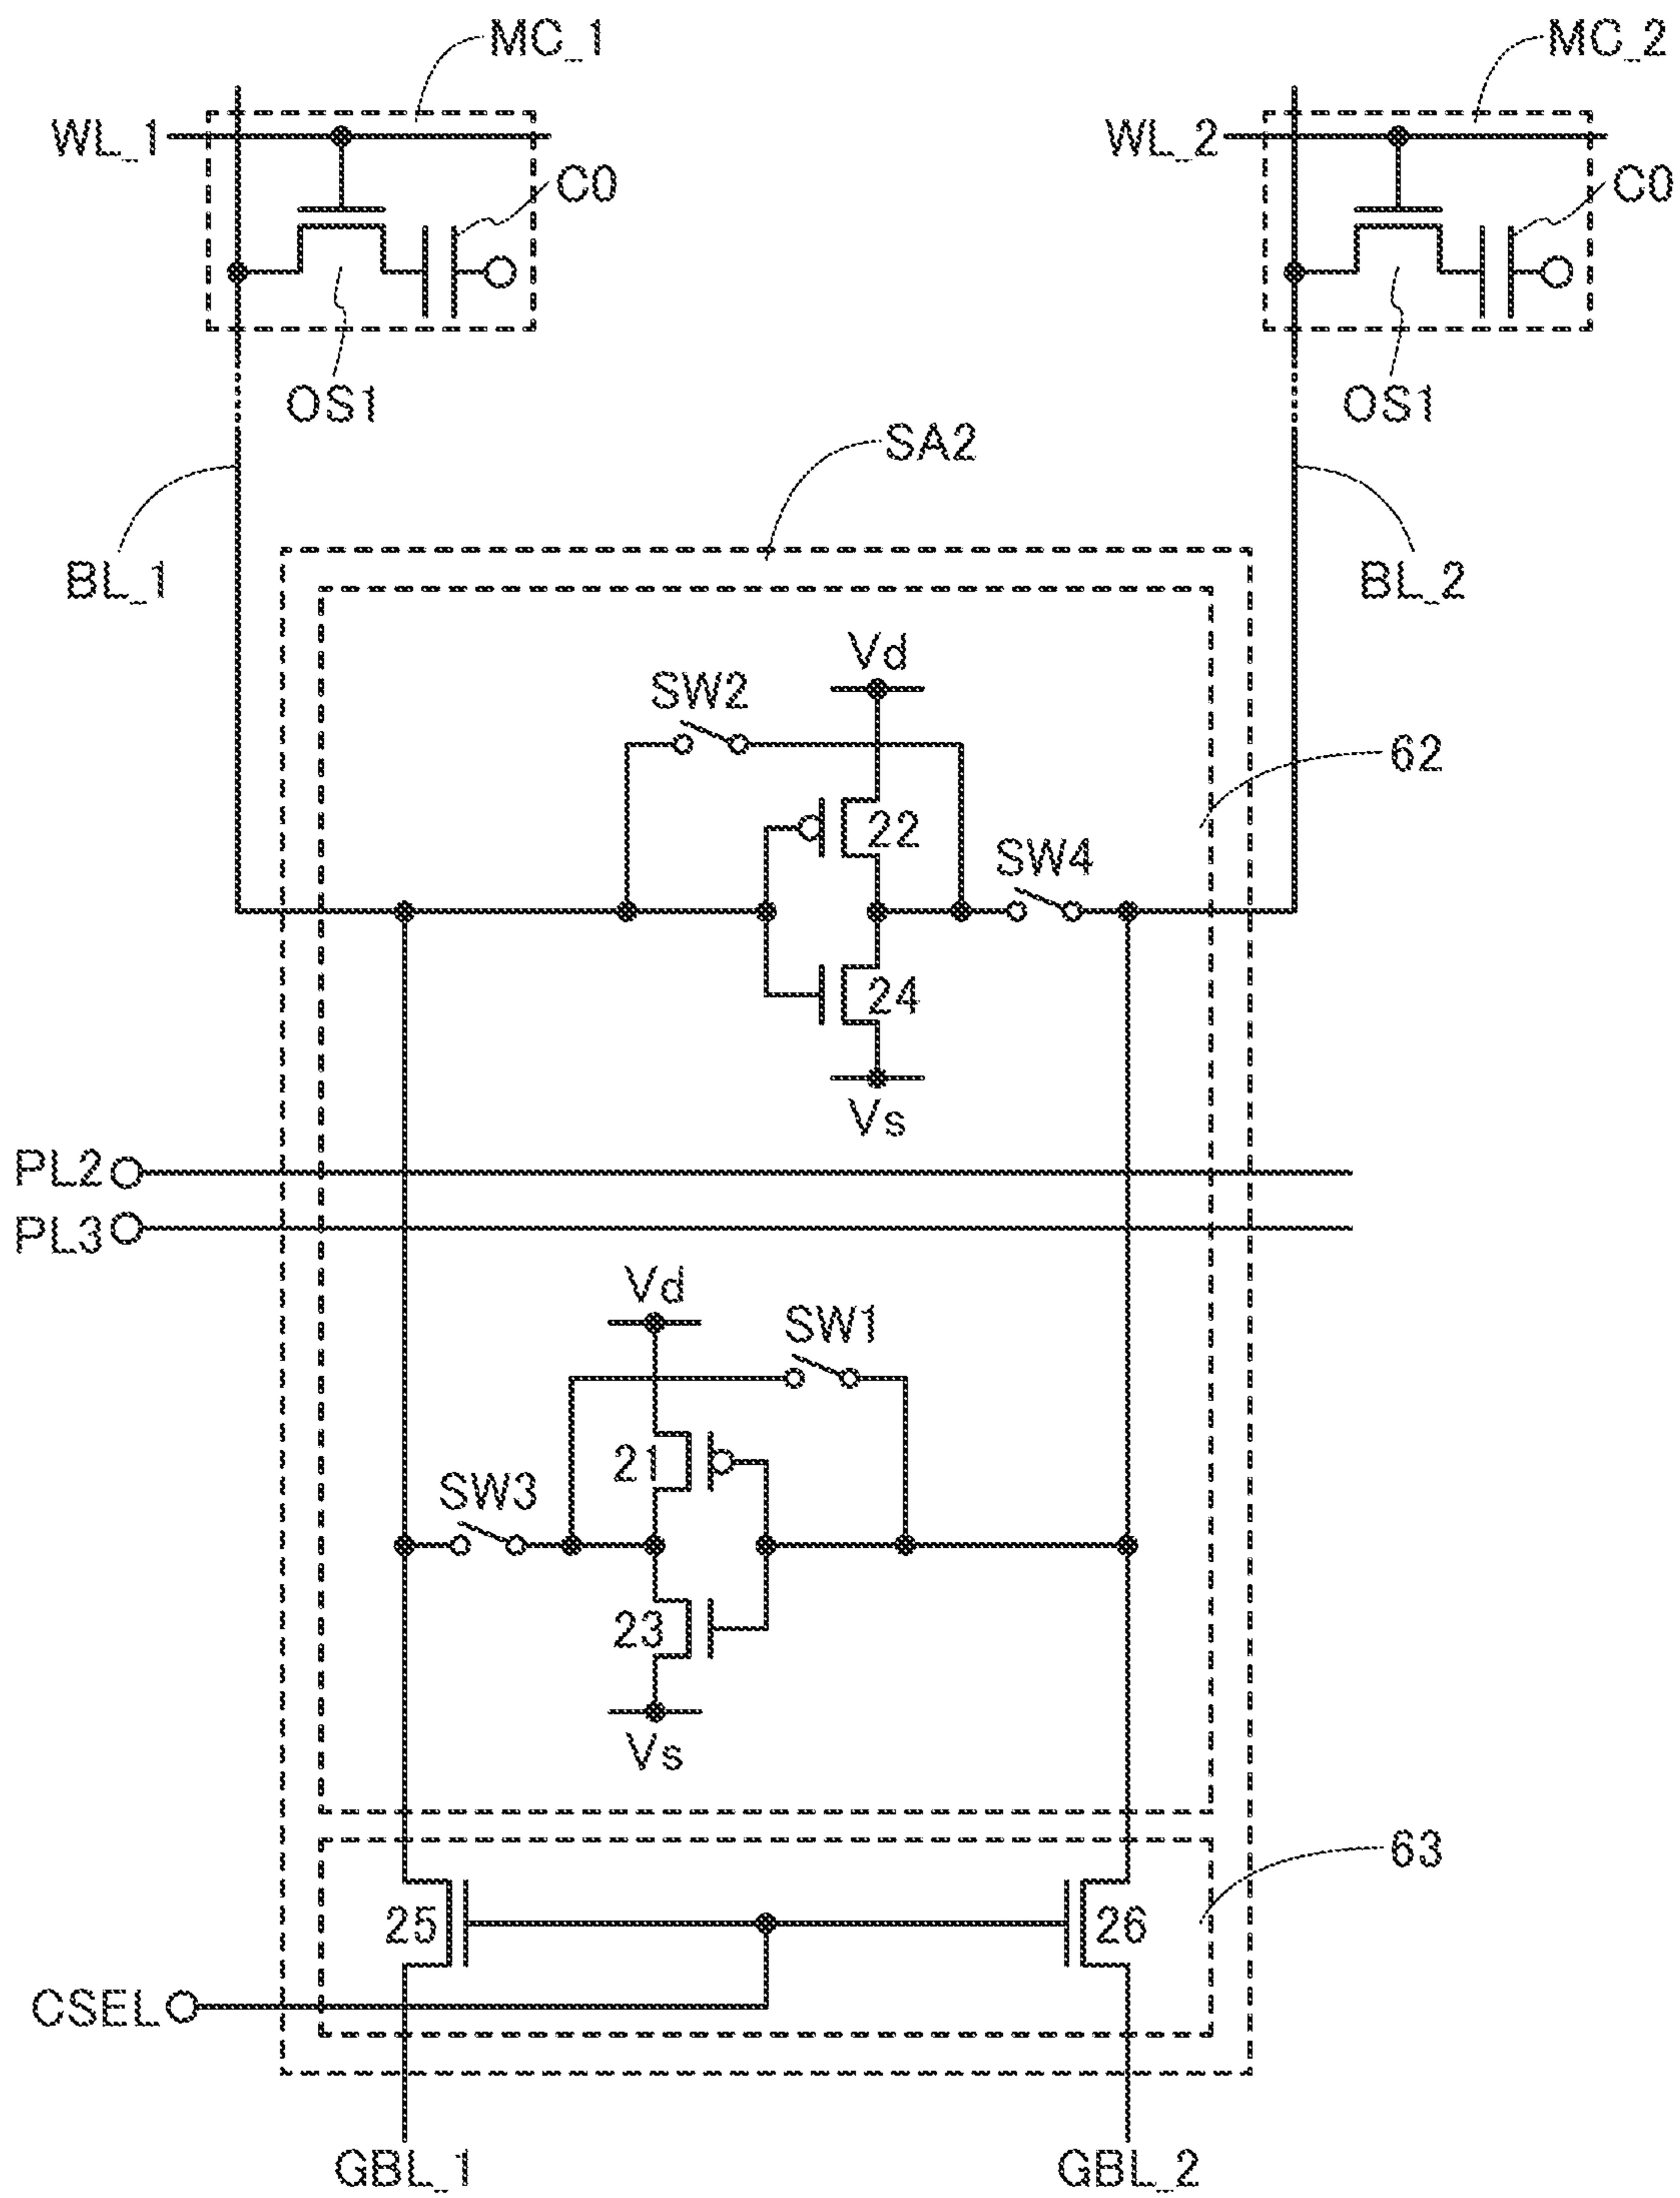 MC_1
MC_2
WL_1
WL_2
C0
C0
OS1
OS1
SA2
BL_1
BL_2
Vd
SW2
62
22
SW4
24
Vs
PL2
PL3
Vd
SW1
21
SW3
23
Vs
63
25
26
CSEL
GBL_1
GBL_2